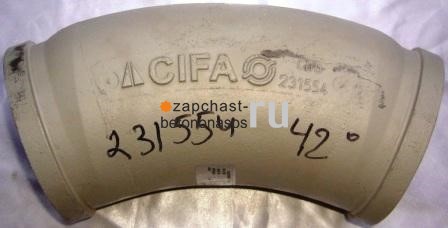 CIFA
231554
zapchast-
betononasos
ru
231554 42°